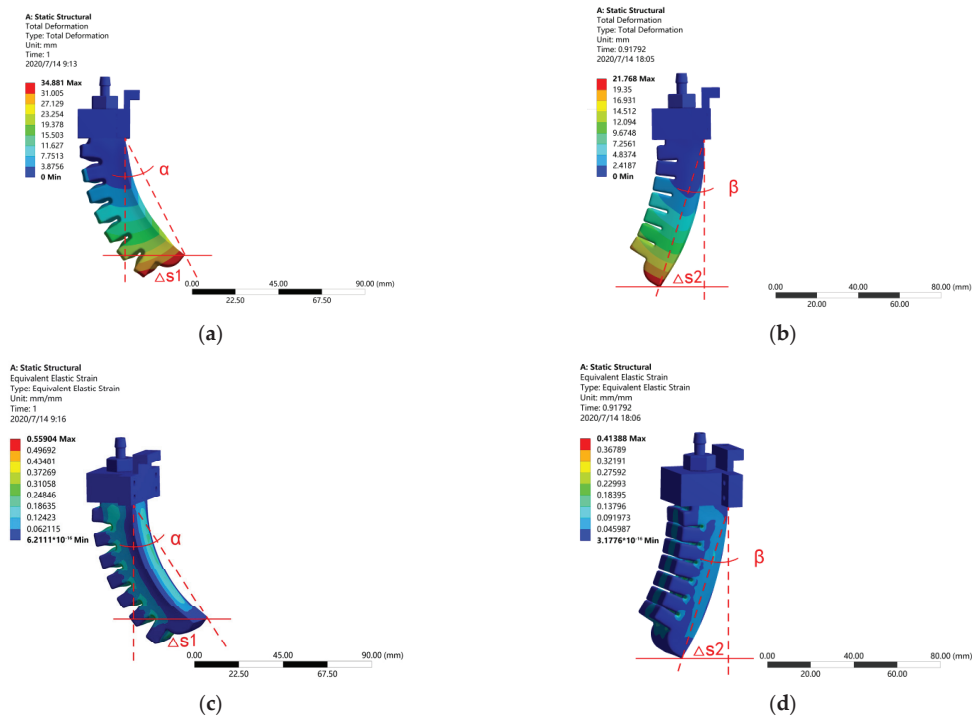 A: Static Structural
Total Deformation
Type: Total Deformation
Unit: mm
Time: 1
2020/7/14 9:13
34.881 Max
31.005
27.129
23.254
19.378
15.503
11.627
7.7513
3.8756
0 Min
α
△s1
0.00 45.00 90.00 (mm)
22.50 67.50
(a)
A: Static Structural
Total Deformation
Type: Total Deformation
Unit: mm
Time: 0.91792
2020/7/14 18:05
21.768 Max
19.35
16.931
14.512
12.094
9.6748
7.2561
4.8374
2.4187
0 Min
β
△s2
0.00 40.00 80.00 (mm)
20.00 60.00
(b)
A: Static Structural
Equivalent Elastic Strain
Type: Equivalent Elastic Strain
Unit: mm/mm
Time: 1
2020/7/14 9:16
0.55904 Max
0.49692
0.43401
0.37269
0.31058
0.24846
0.18635
0.12423
0.062115
6.2111*10⁻¹⁶ Min
α
△s1
0.00 45.00 90.00 (mm)
22.50 67.50
(c)
A: Static Structural
Equivalent Elastic Strain
Type: Equivalent Elastic Strain
Unit: mm/mm
Time: 0.91792
2020/7/14 18:06
0.41388 Max
0.36789
0.32191
0.27592
0.22993
0.18395
0.13796
0.091973
0.045987
3.1776*10⁻¹⁶ Min
β
△s2
0.00 40.00 80.00 (mm)
20.00 60.00
(d)